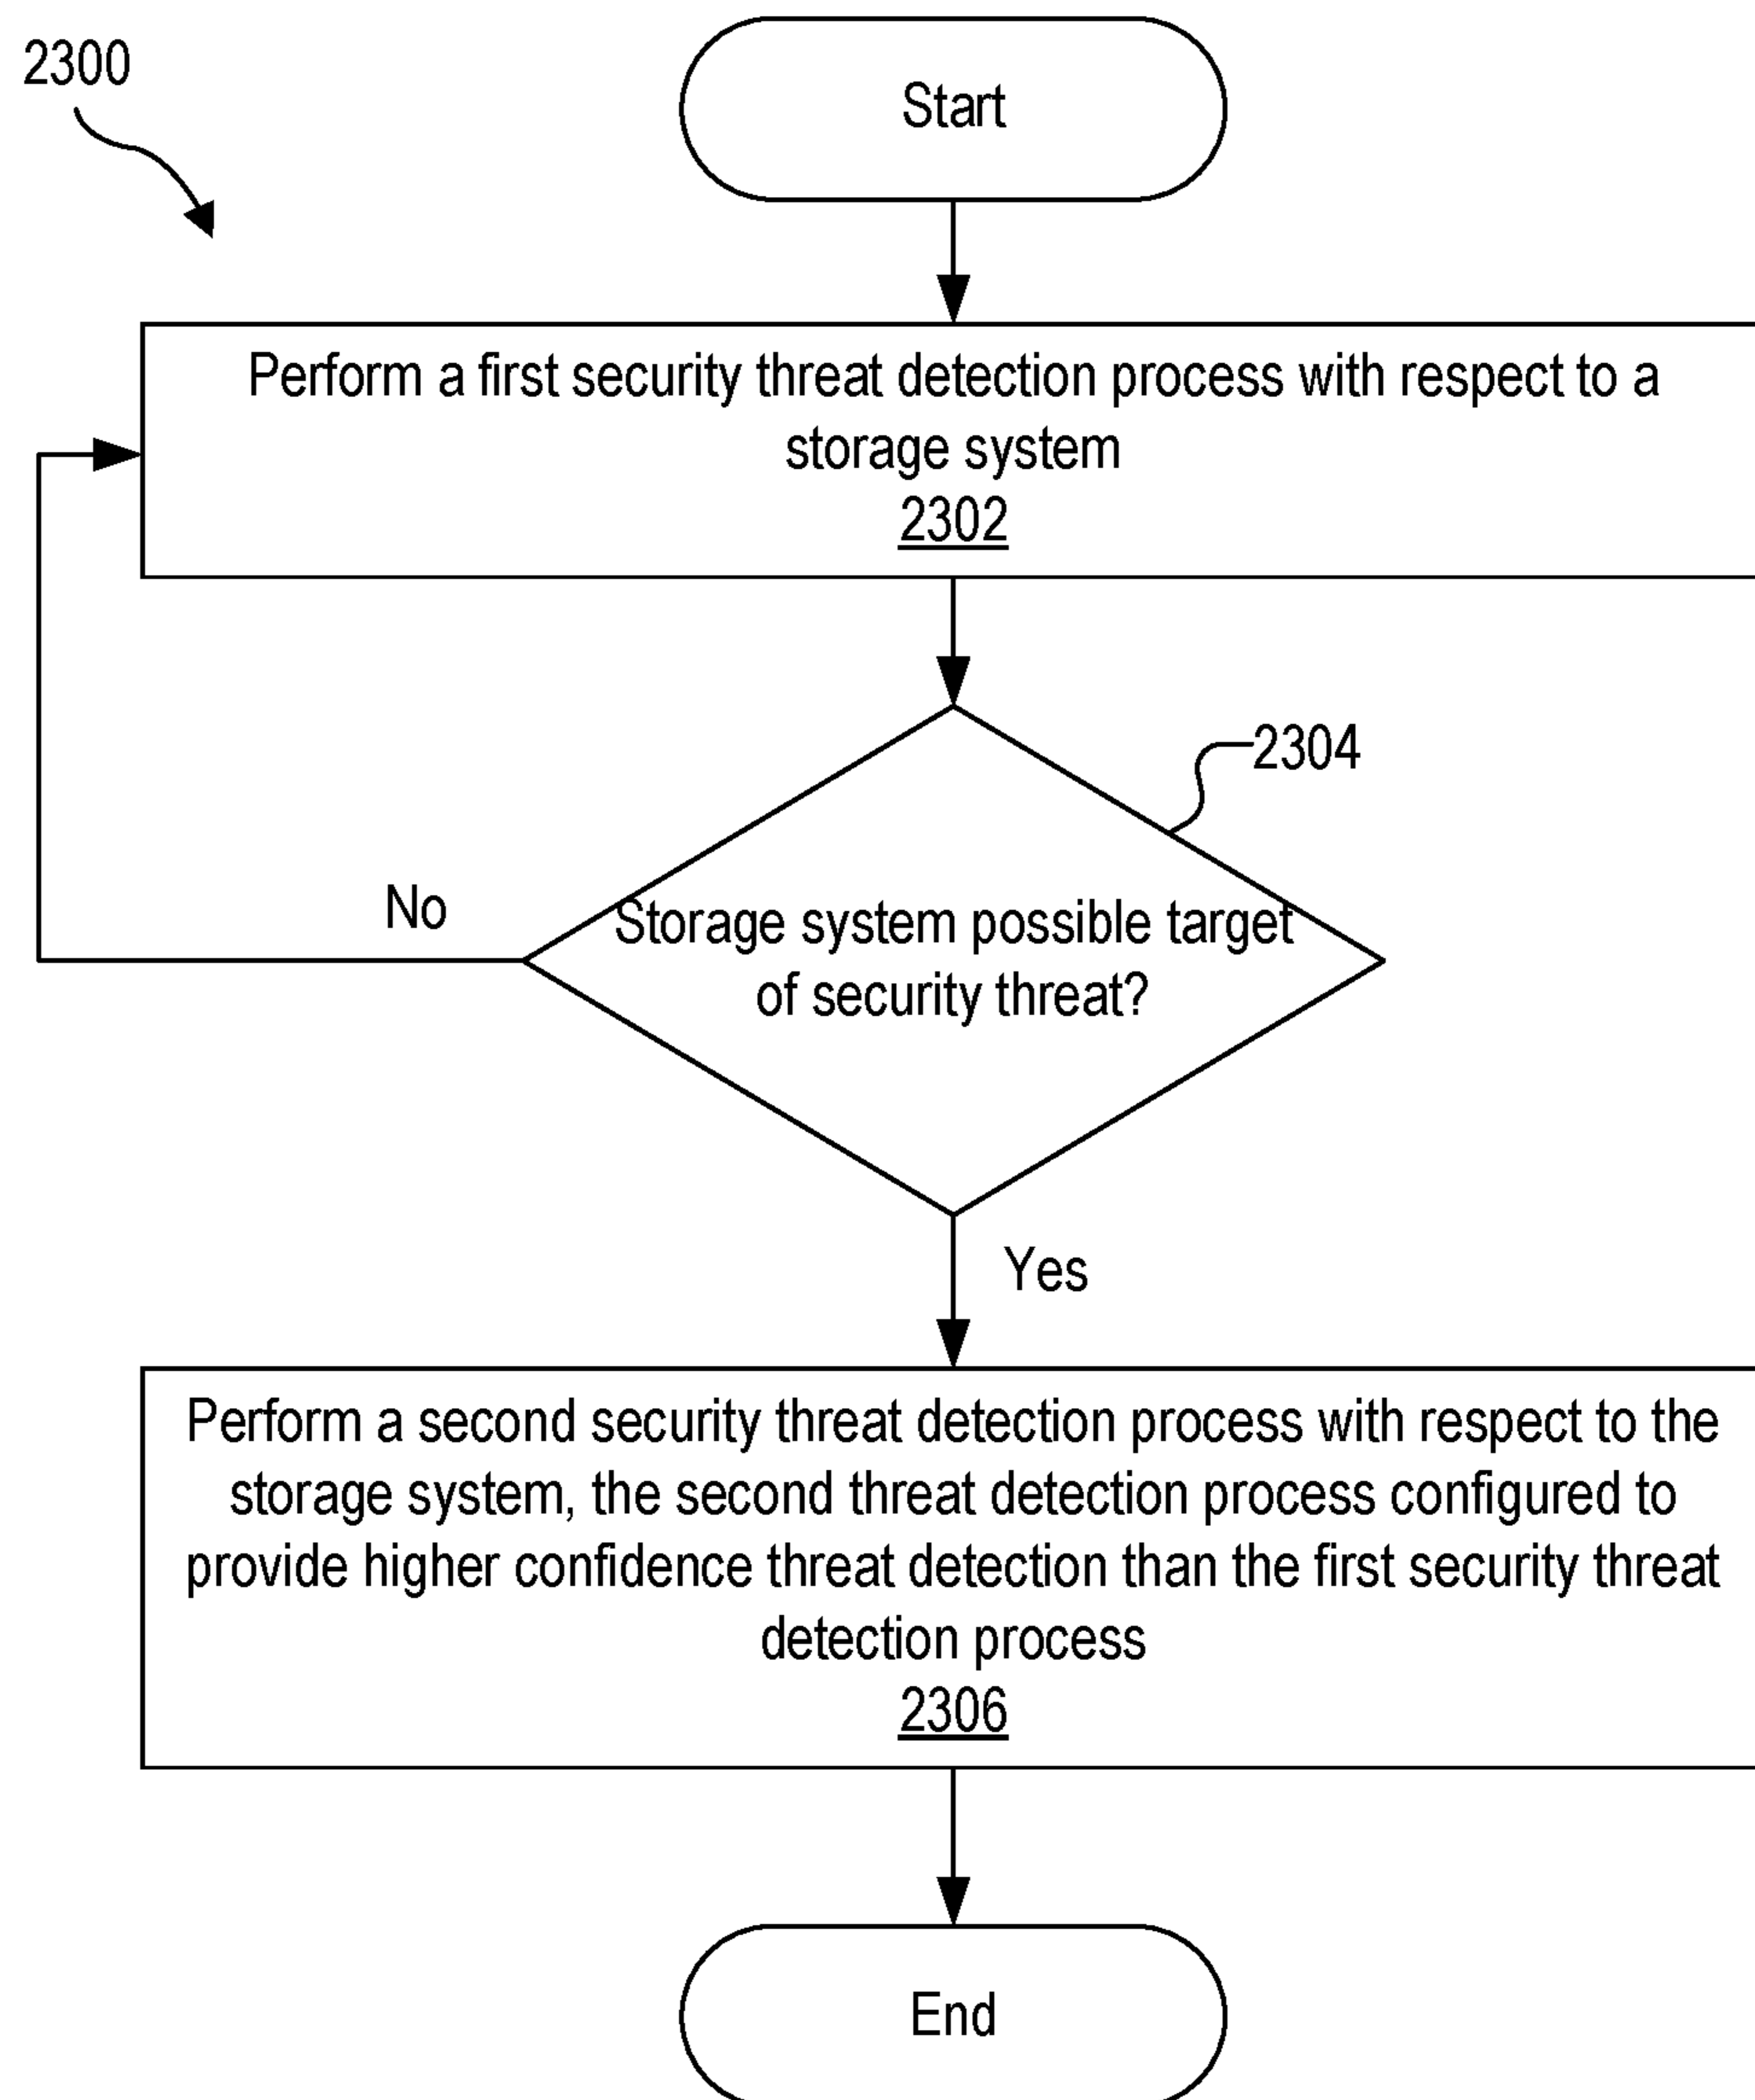 2300
Start
Perform a first security threat detection process with respect to a
storage system
2302
2304
No
Storage system possible target
of security threat?
Yes
Perform a second security threat detection process with respect to the
storage system, the second threat detection process configured to
provide higher confidence threat detection than the first security threat
detection process
2306
End